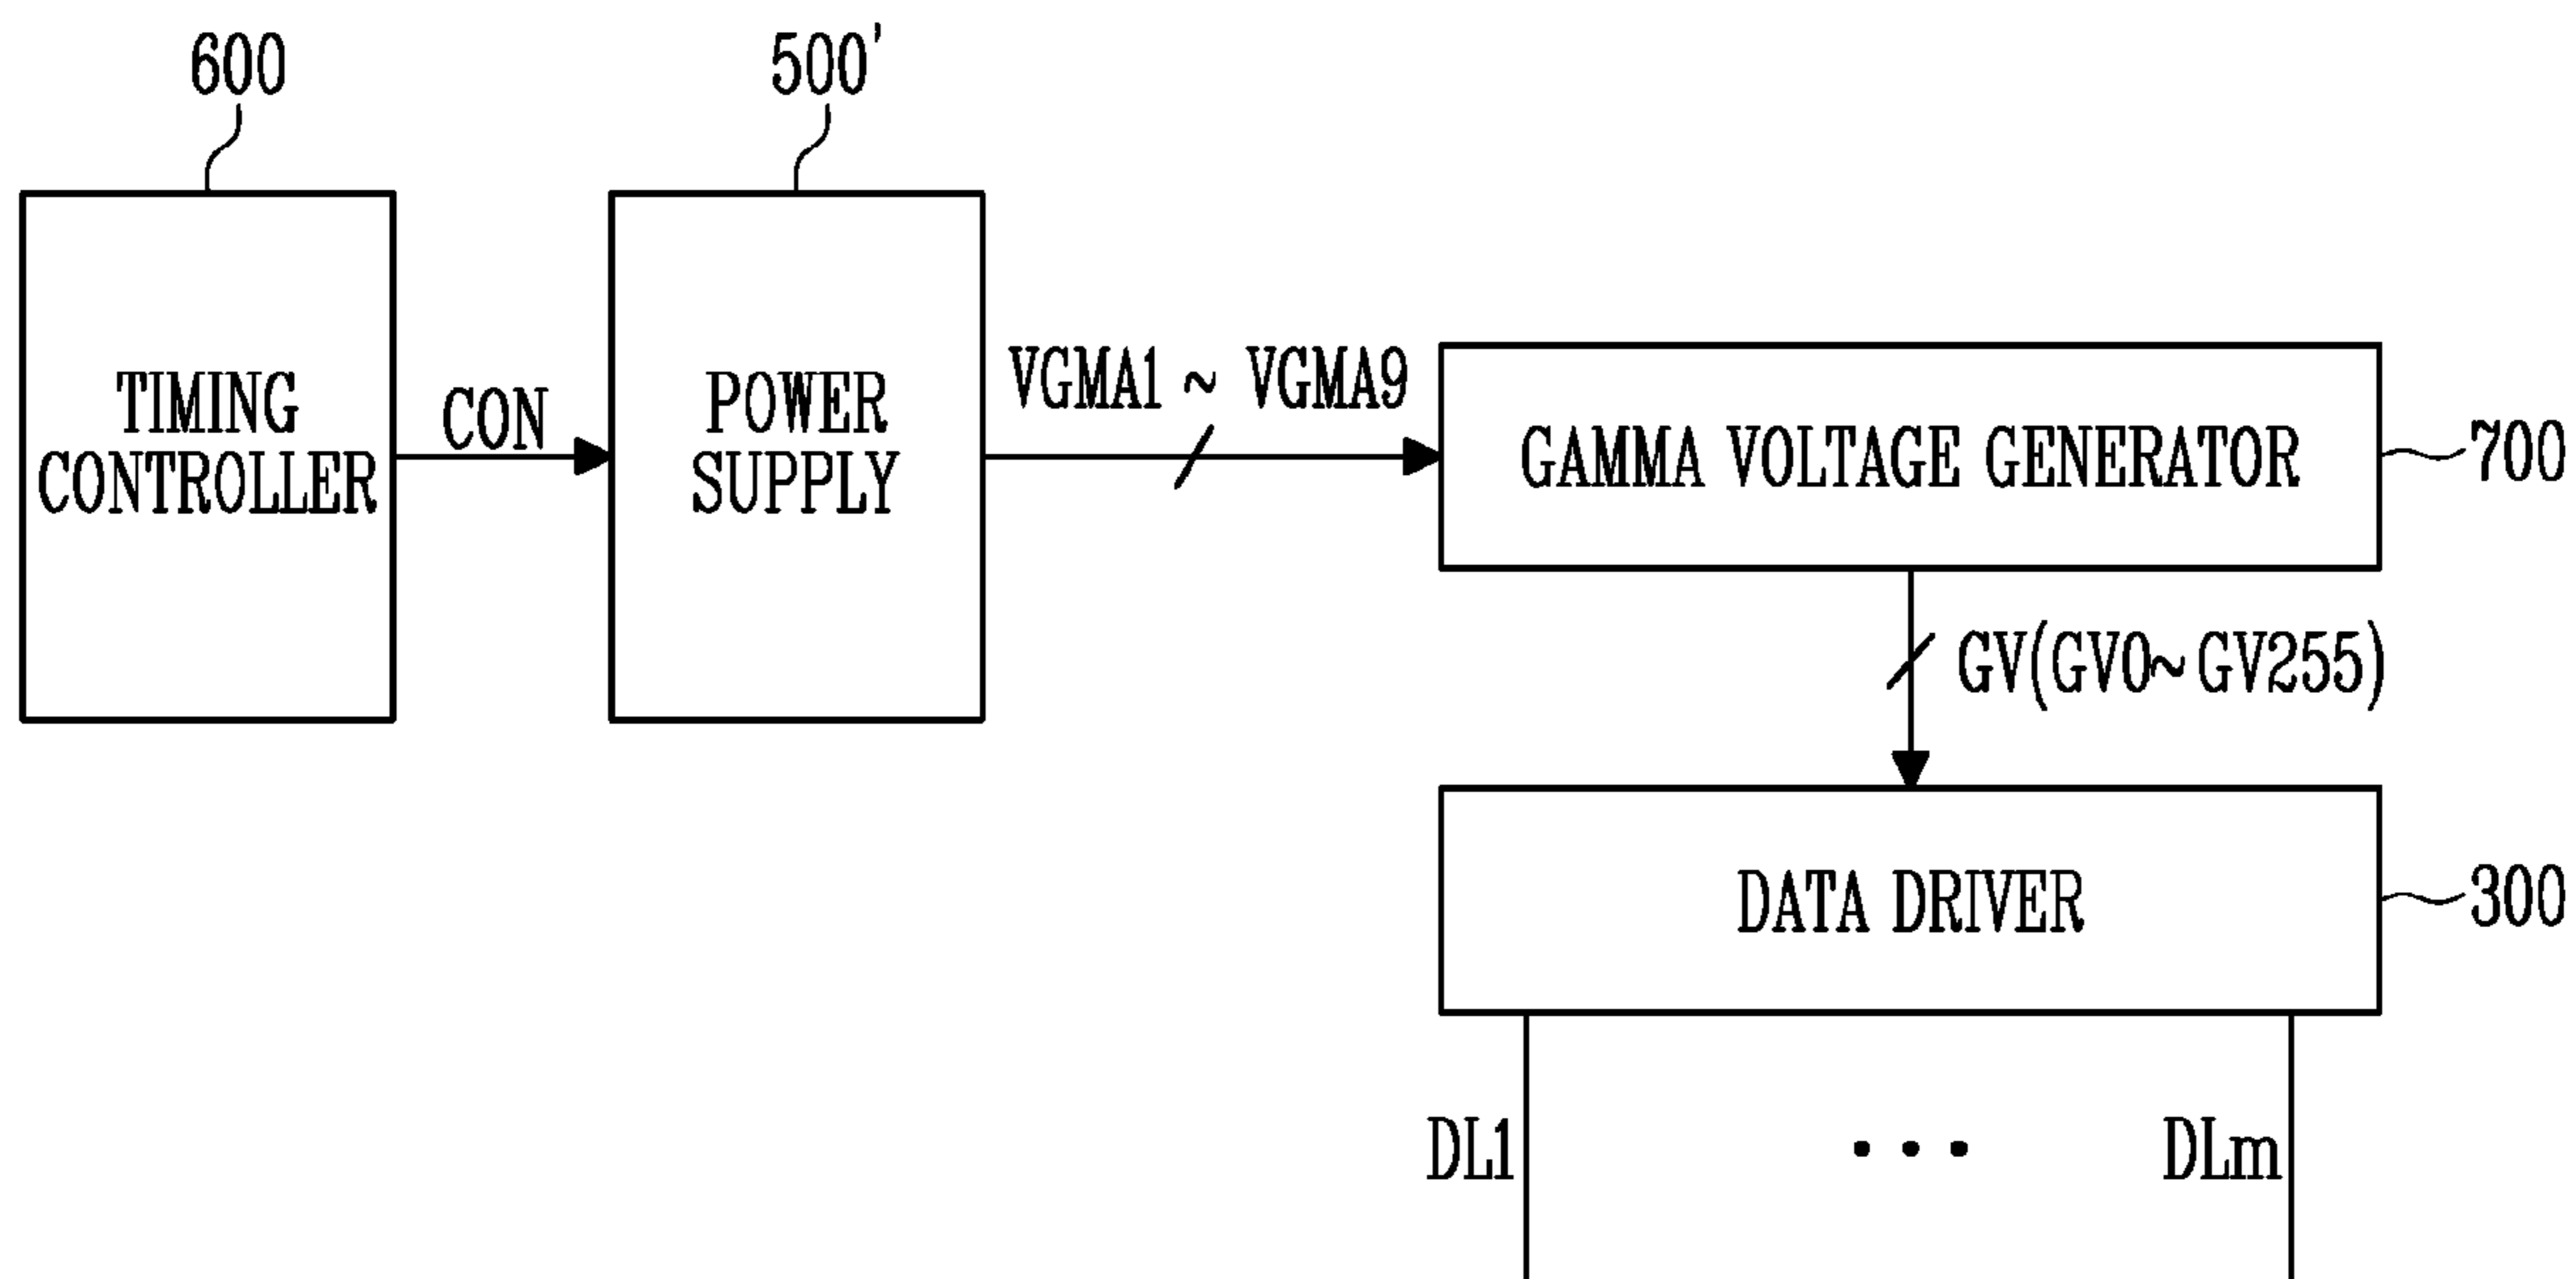 600
500'
TIMING
CONTROLLER
CON
POWER
SUPPLY
VGMA1 ~ VGMA9
GAMMA VOLTAGE GENERATOR
700
GV(GV0~GV255)
DATA DRIVER
300
DL1
• • •
DLm